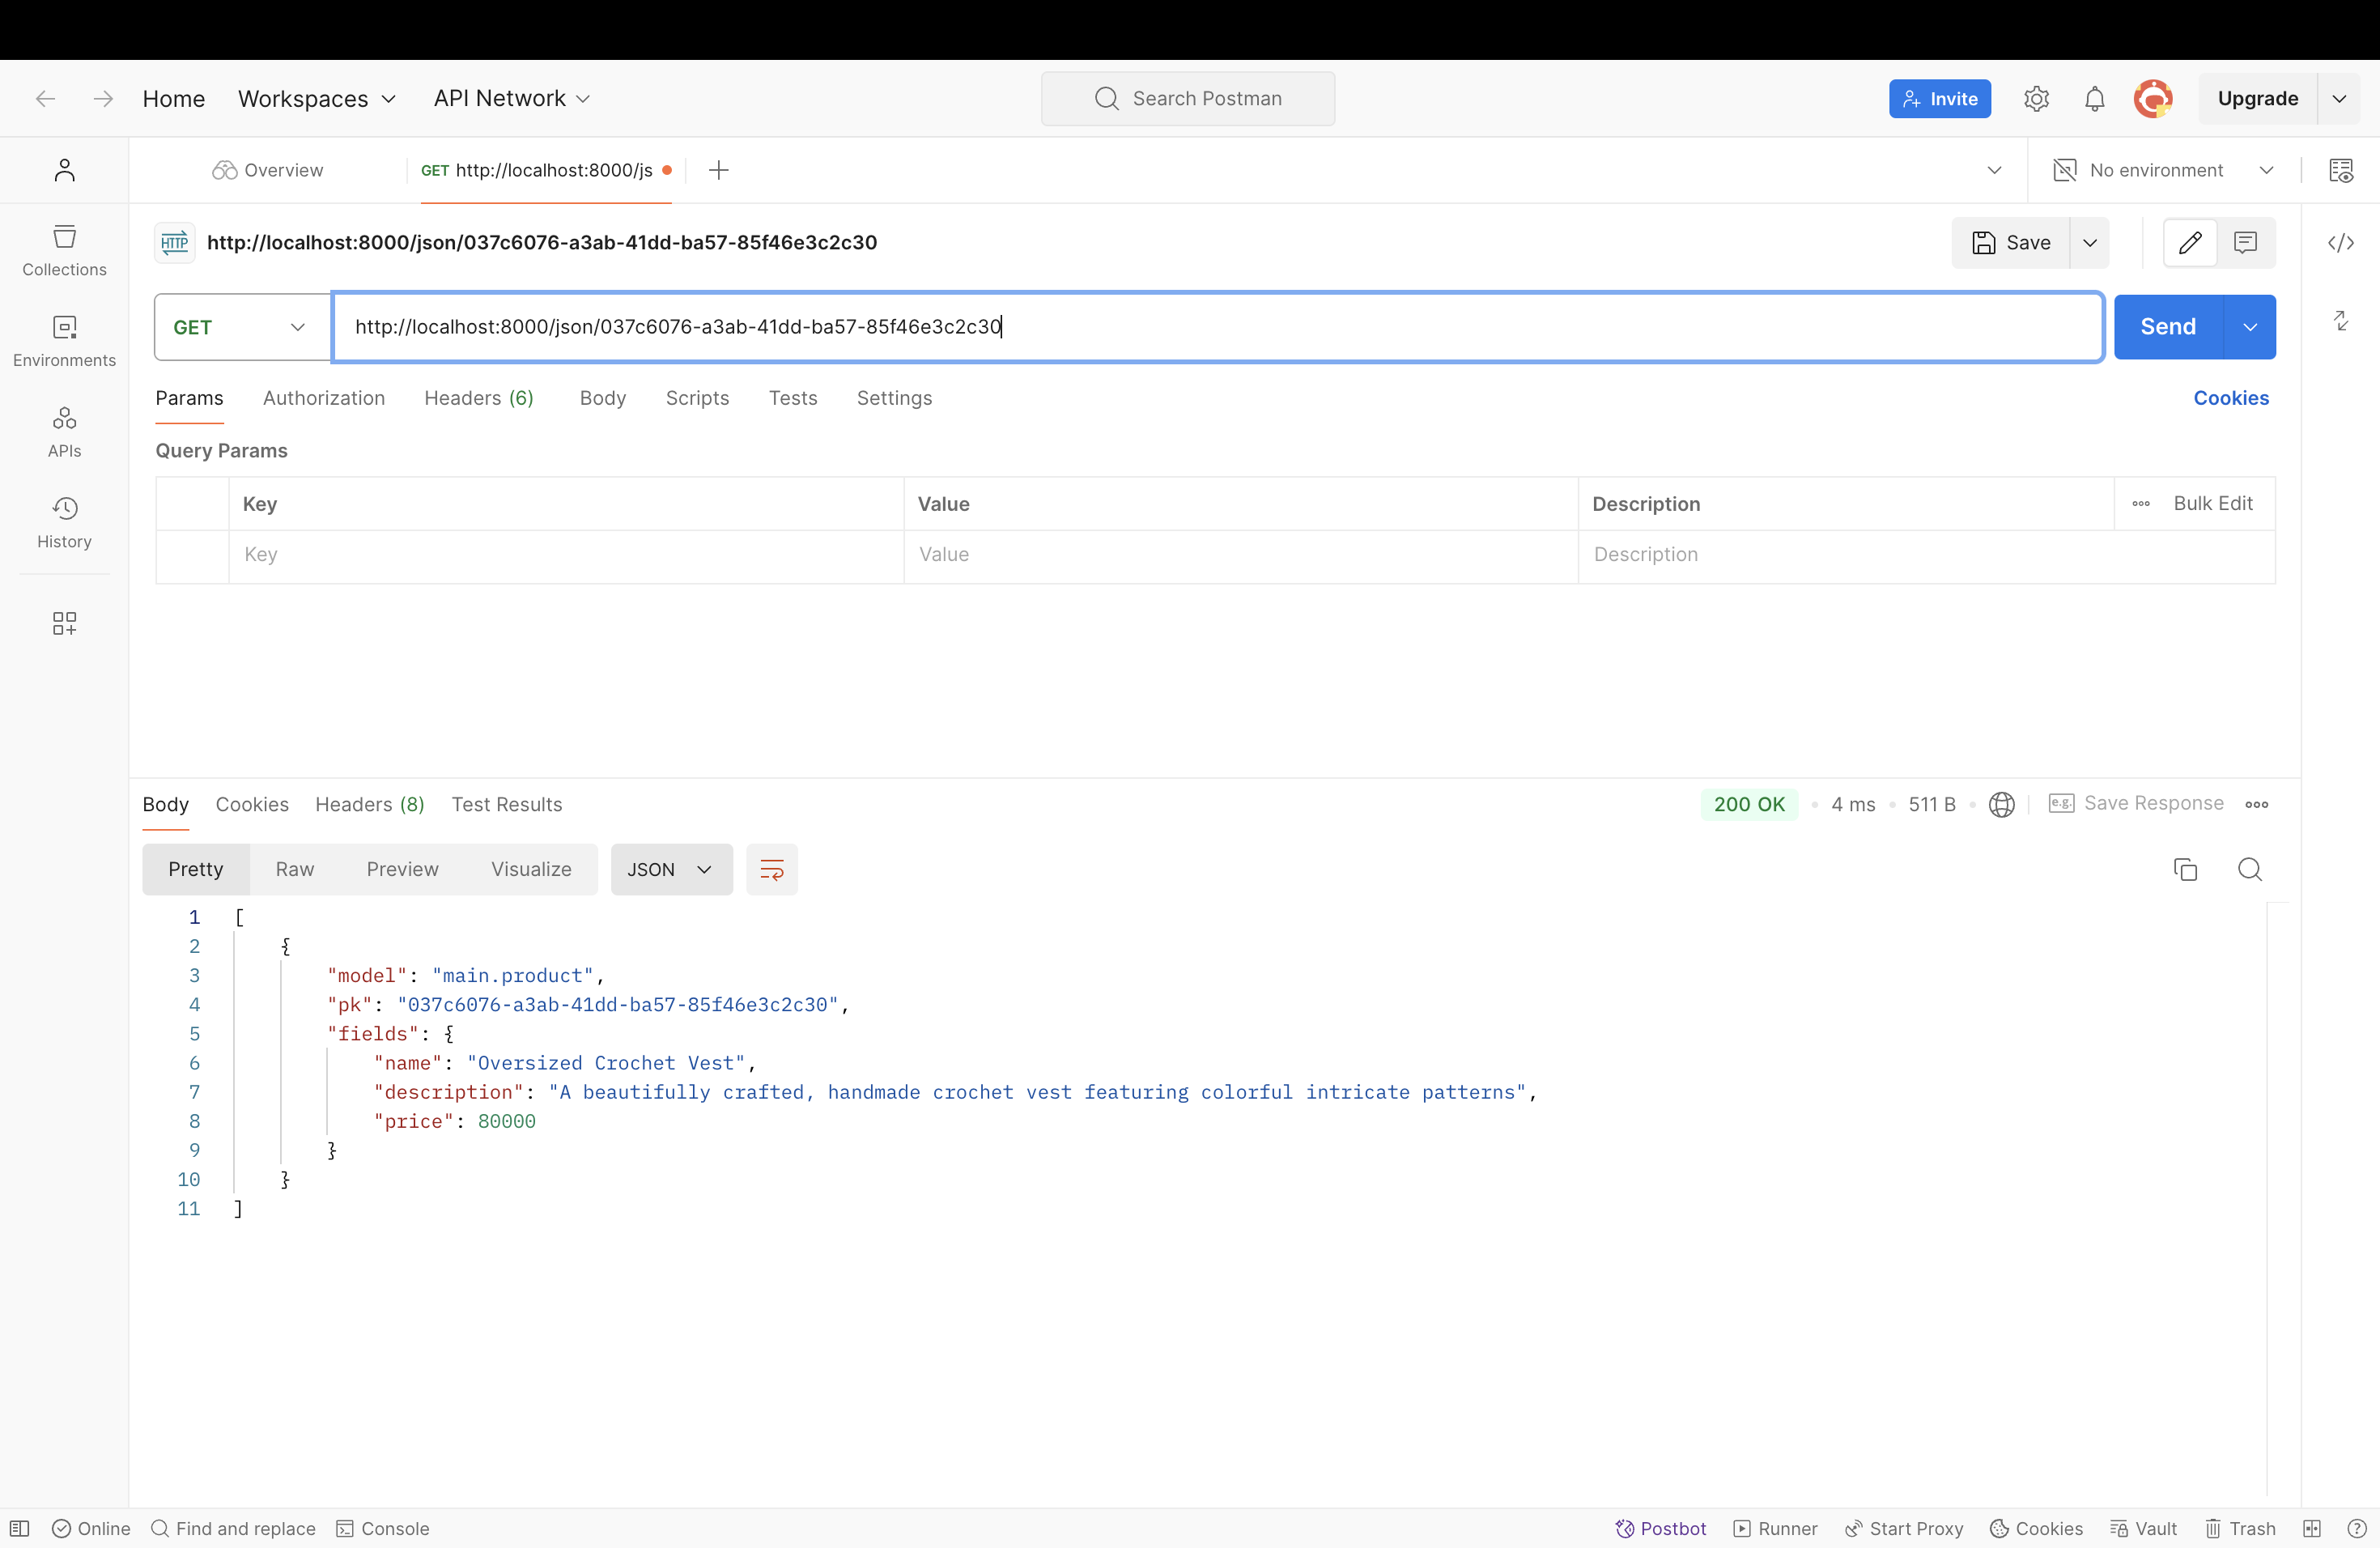 Home Workspaces API Network Search Postman Invite Upgrade
Overview GET http://localhost:8000/js No environment
HTTP http://localhost:8000/json/037c6076-a3ab-41dd-ba57-85f46e3c2c30 Save
GET http://localhost:8000/json/037c6076-a3ab-41dd-ba57-85f46e3c2c30 Send
Collections
Environments
APIs
History
Params Authorization Headers (6) Body Scripts Tests Settings Cookies
Query Params
Key Value Description Bulk Edit
Key Value Description
Body Cookies Headers (8) Test Results 200 OK 4 ms 511 B e.g. Save Response
Pretty Raw Preview Visualize JSON
1 [
2 {
3 "model": "main.product",
4 "pk": "037c6076-a3ab-41dd-ba57-85f46e3c2c30",
5 "fields": {
6 "name": "Oversized Crochet Vest",
7 "description": "A beautifully crafted, handmade crochet vest featuring colorful intricate patterns",
8 "price": 80000
9 }
10 }
11 ]
Online Find and replace Console Postbot Runner Start Proxy Cookies Vault Trash